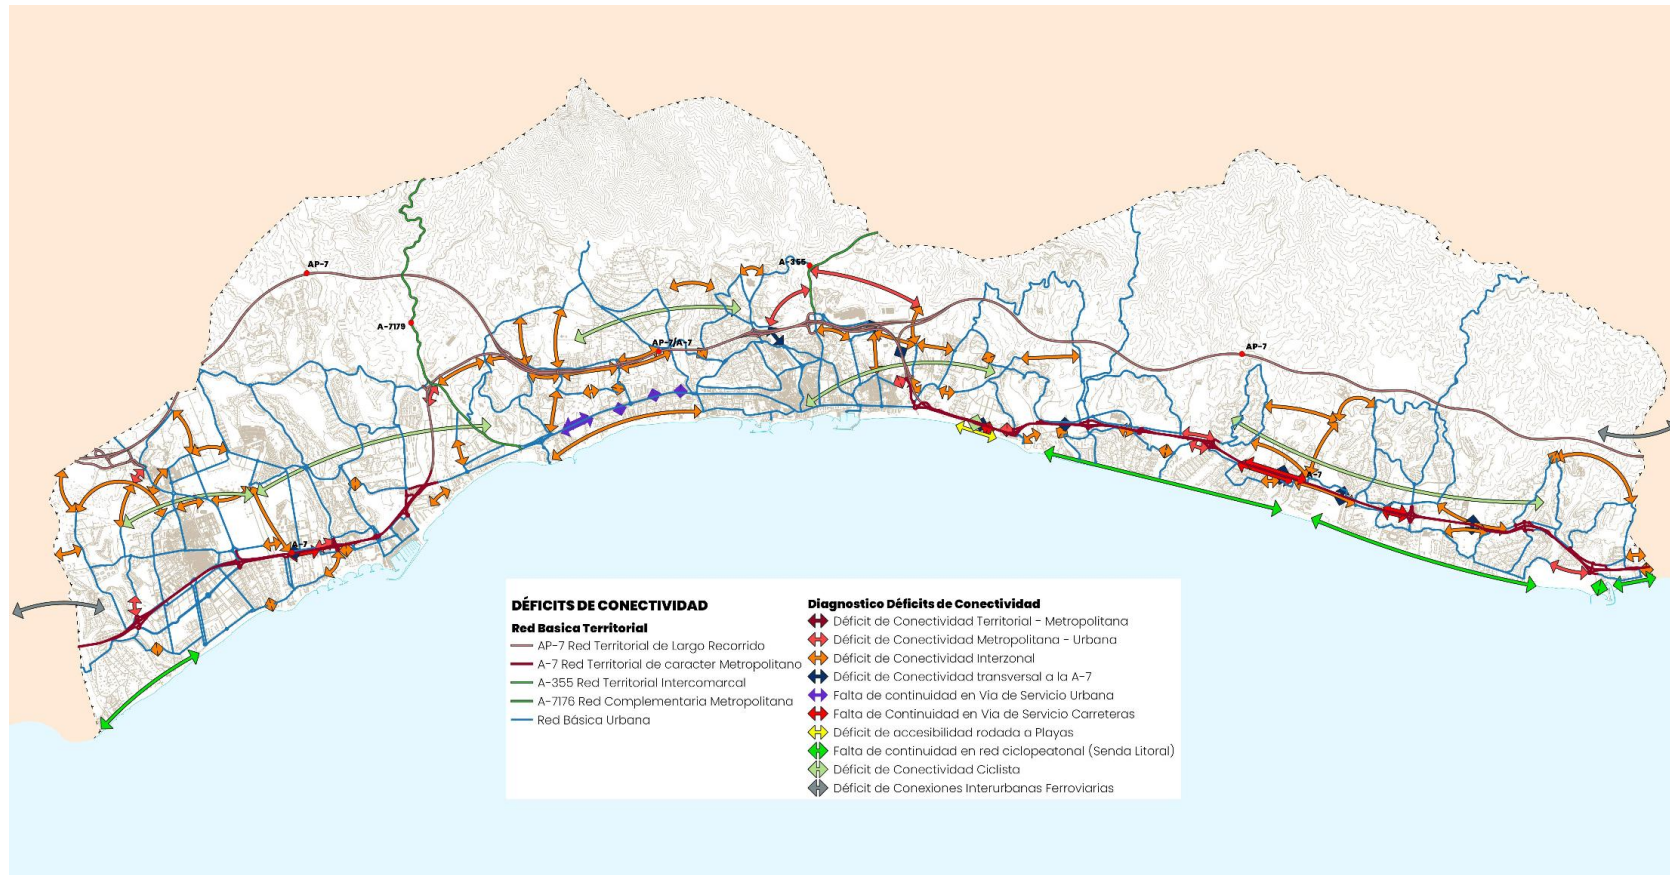 A-355
AP-7
A-7179
AP-7/A-7
AP-7
A-7
A-7
DÉFICITS DE CONECTIVIDAD
Red Basica Territorial
AP-7 Red Territorial de Largo Recorrido
A-7 Red Territorial de caracter Metropolitano
A-355 Red Territorial Intercomarcal
A-7176 Red Complementaria Metropolitana
Red Básica Urbana
Diagnostico Déficits de Conectividad
Déficit de Conectividad Territorial - Metropolitana
Déficit de Conectividad Metropolitana - Urbana
Déficit de Conectividad Interzonal
Déficit de Conectividad transversal a la A-7
Falta de continuidad en Via de Servicio Urbana
Falta de Continuidad en Via de Servicio Carreteras
Déficit de accesibilidad rodada a Playas
Falta de continuidad en red ciclopeatonal (Senda Litoral)
Déficit de Conectividad Ciclista
Déficit de Conexiones Interurbanas Ferroviarias